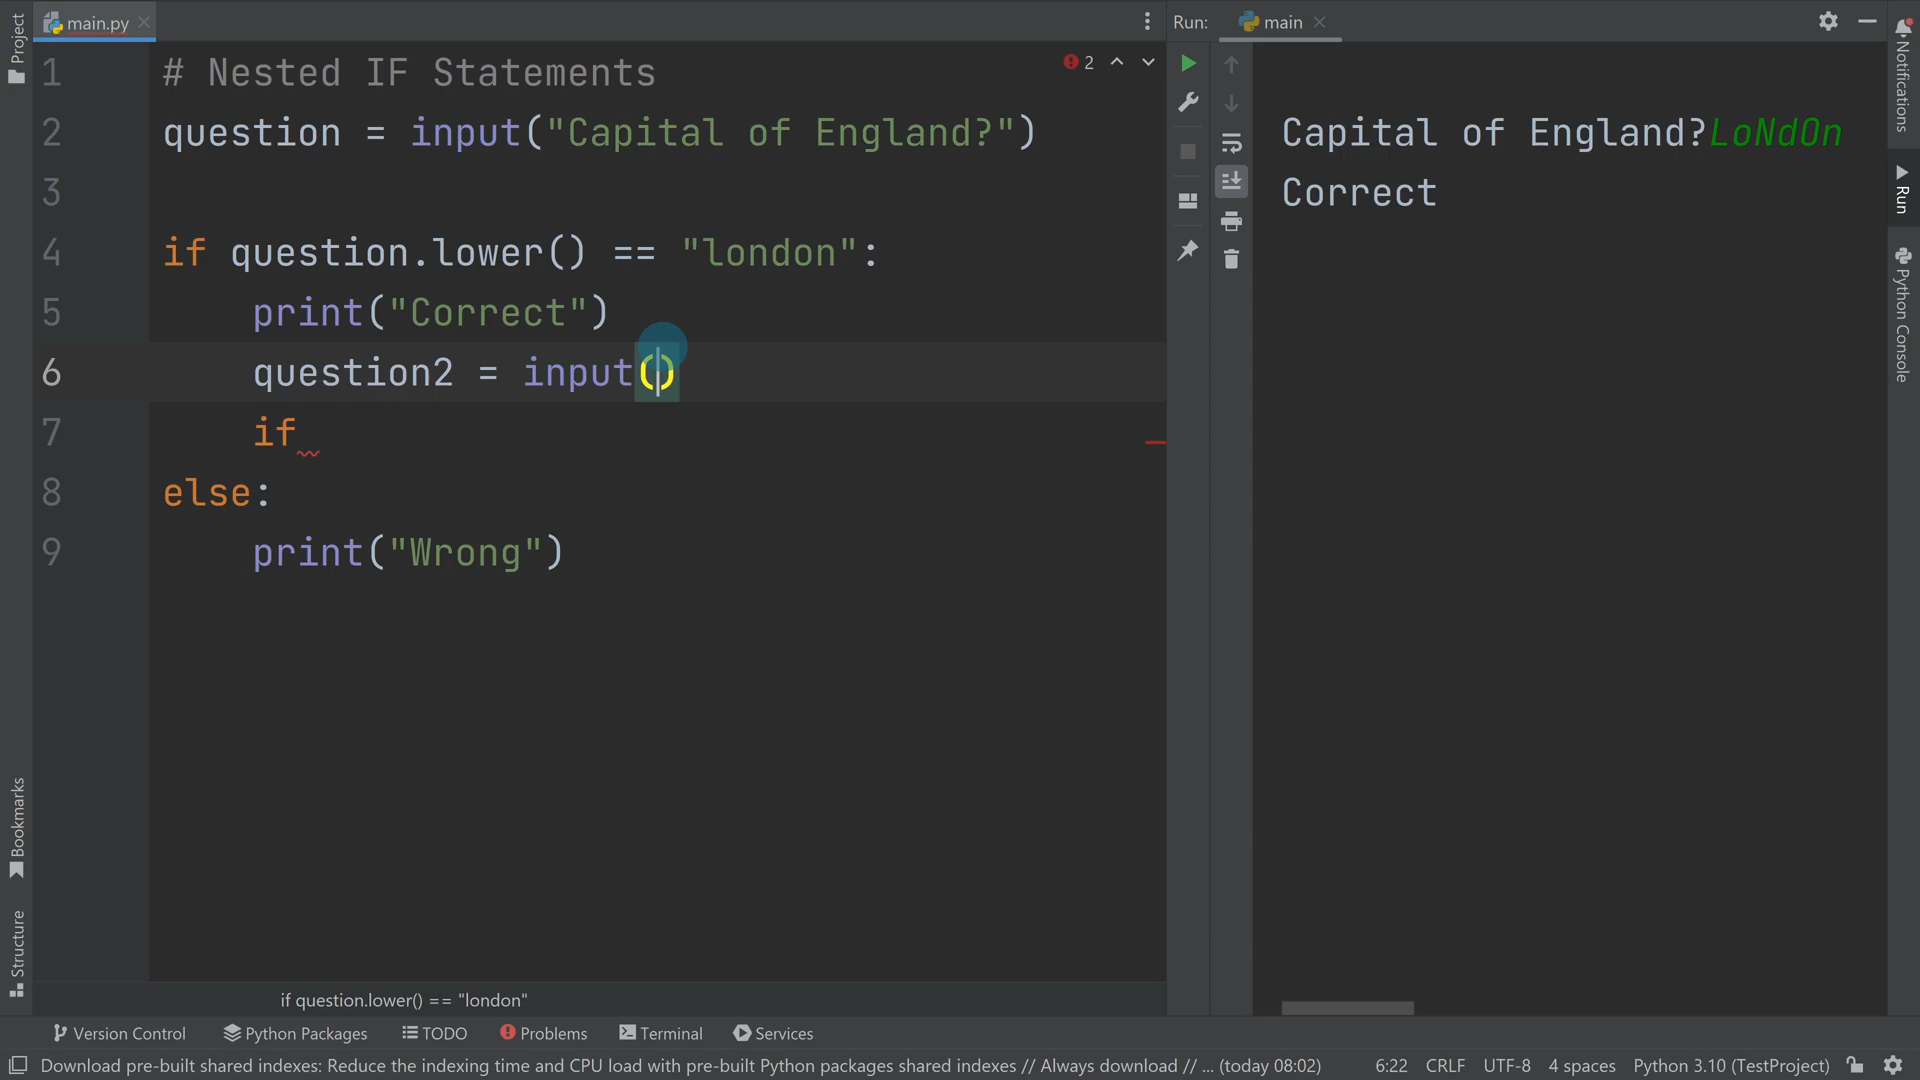 Project
main.py
Run:
main
2
1 # Nested IF Statements
2 question = input("Capital of England?")
3
4 if question.lower() == "london":
5 print("Correct")
6 question2 = input()
7 if
8 else:
9 print("Wrong")
Capital of England?LoNdOn
Correct
Notifications
Run
Python Console
Bookmarks
Structure
if question.lower() == "london"
Version Control
Python Packages
TODO
Problems
Terminal
Services
Download pre-built shared indexes: Reduce the indexing time and CPU load with pre-built Python packages shared indexes // Always download // ... (today 08:02)
6:22
CRLF
UTF-8
4 spaces
Python 3.10 (TestProject)